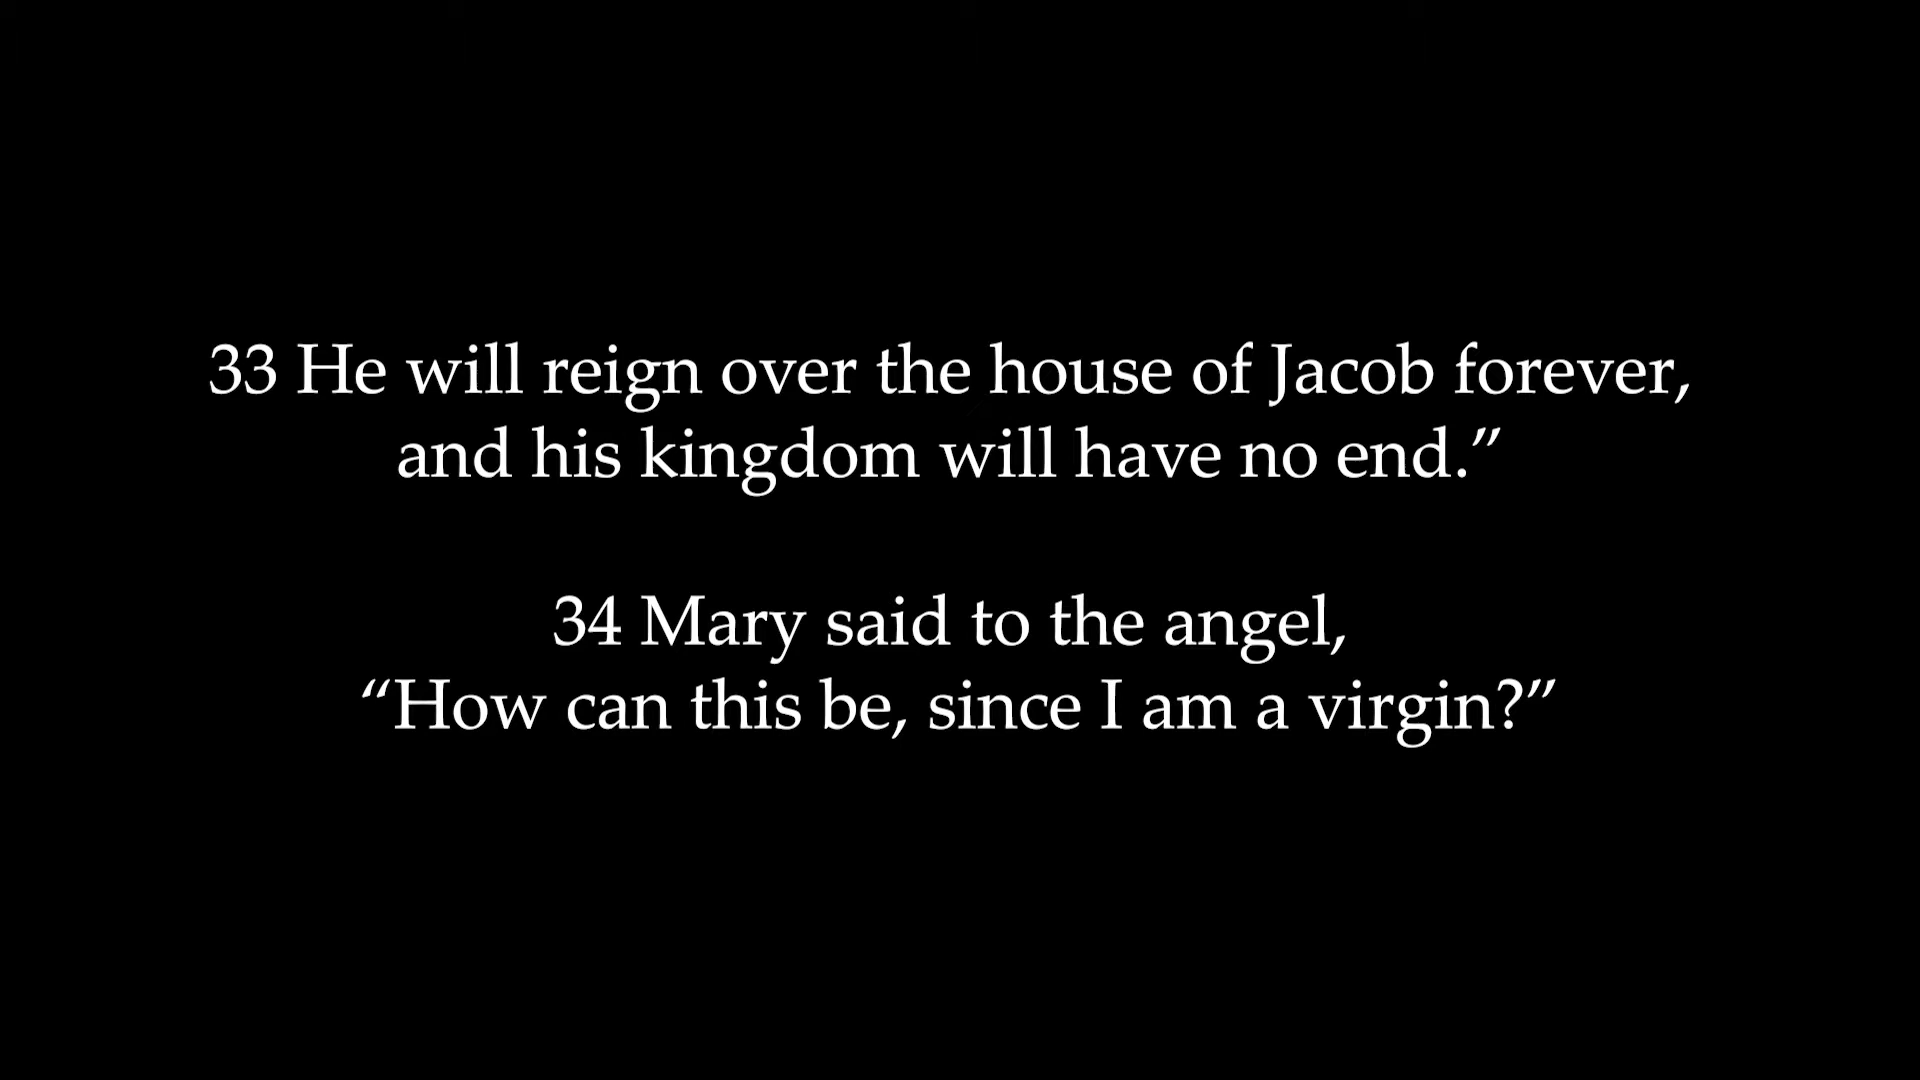 33 He will reign over the house of Jacob forever,
and his kingdom will have no end.”
34 Mary said to the angel,
“How can this be, since I am a virgin?”